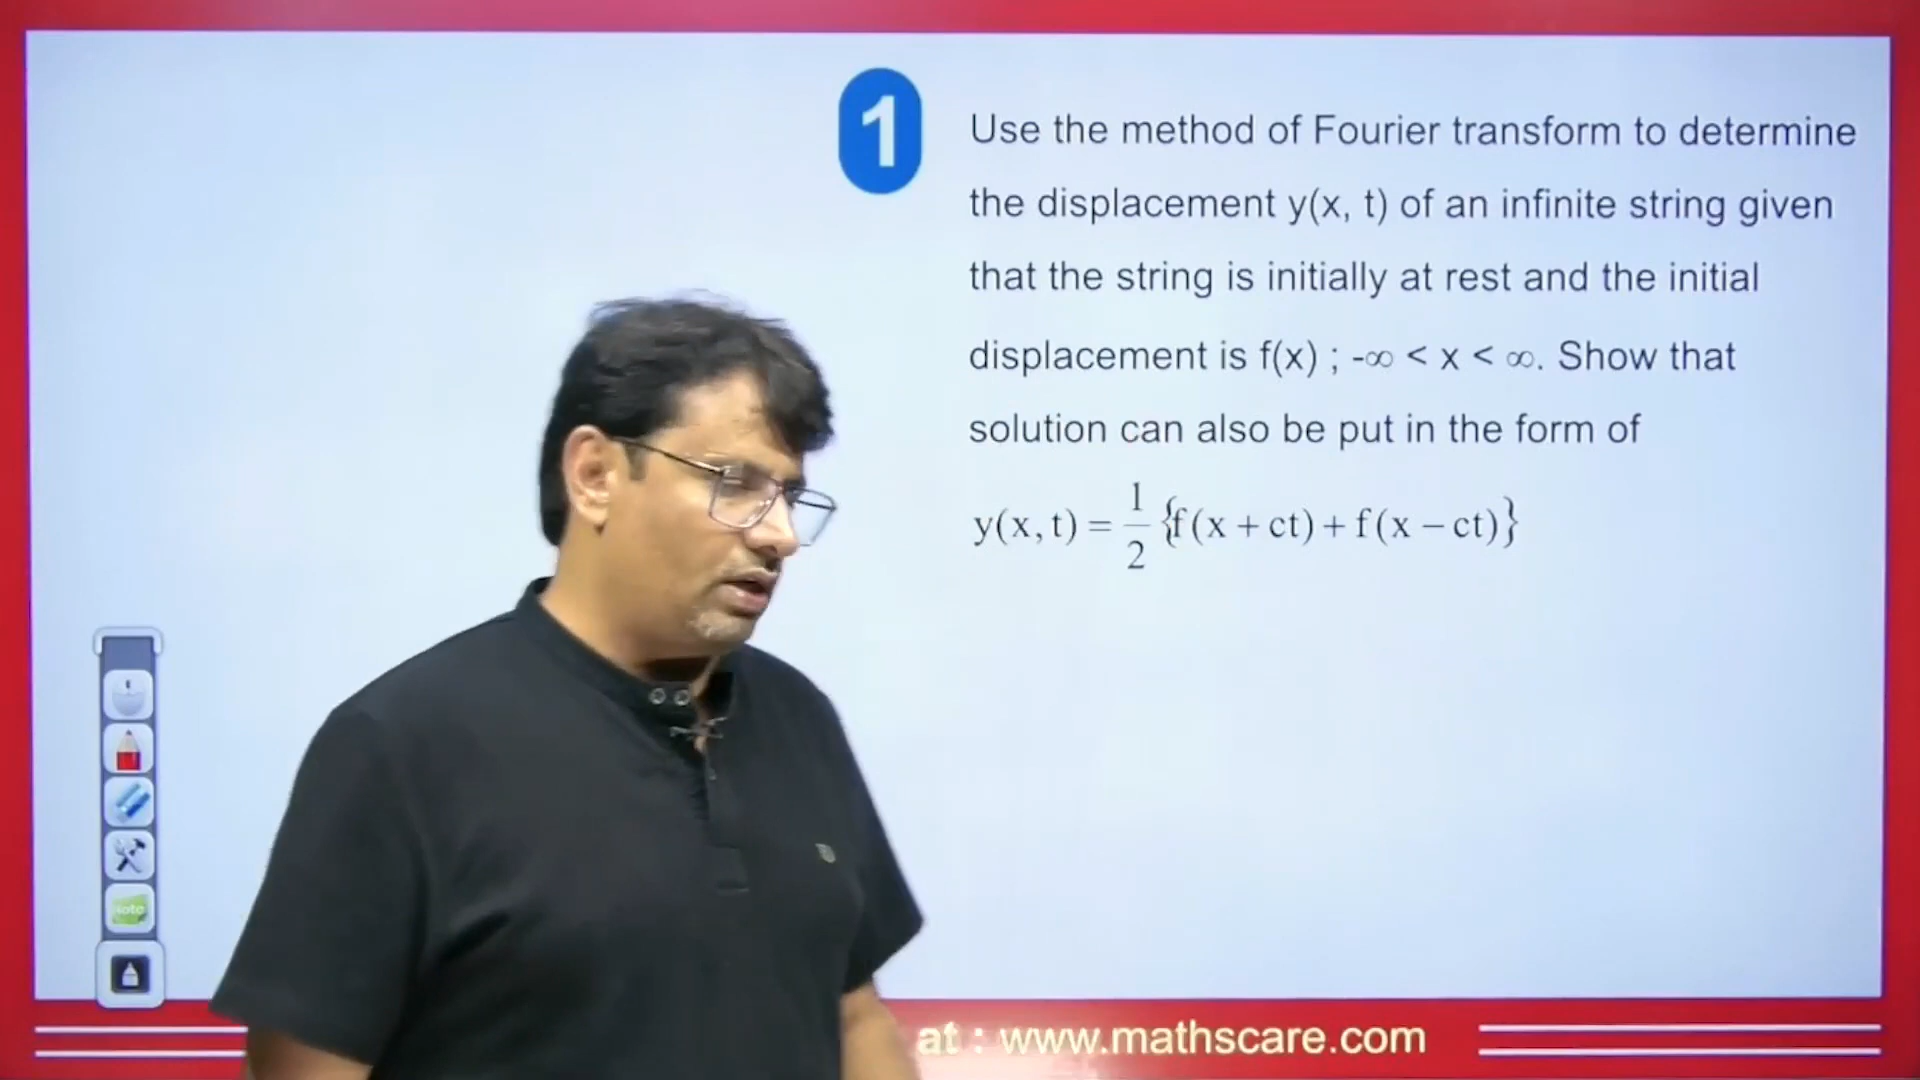 1
Use the method of Fourier transform to determine
the displacement y(x, t) of an infinite string given
that the string is initially at rest and the initial
displacement is f(x) ; -∞ < x < ∞. Show that
solution can also be put in the form of
y(x,t) = 1/2 {f(x + ct) + f(x − ct)}
note
at : www.mathscare.com